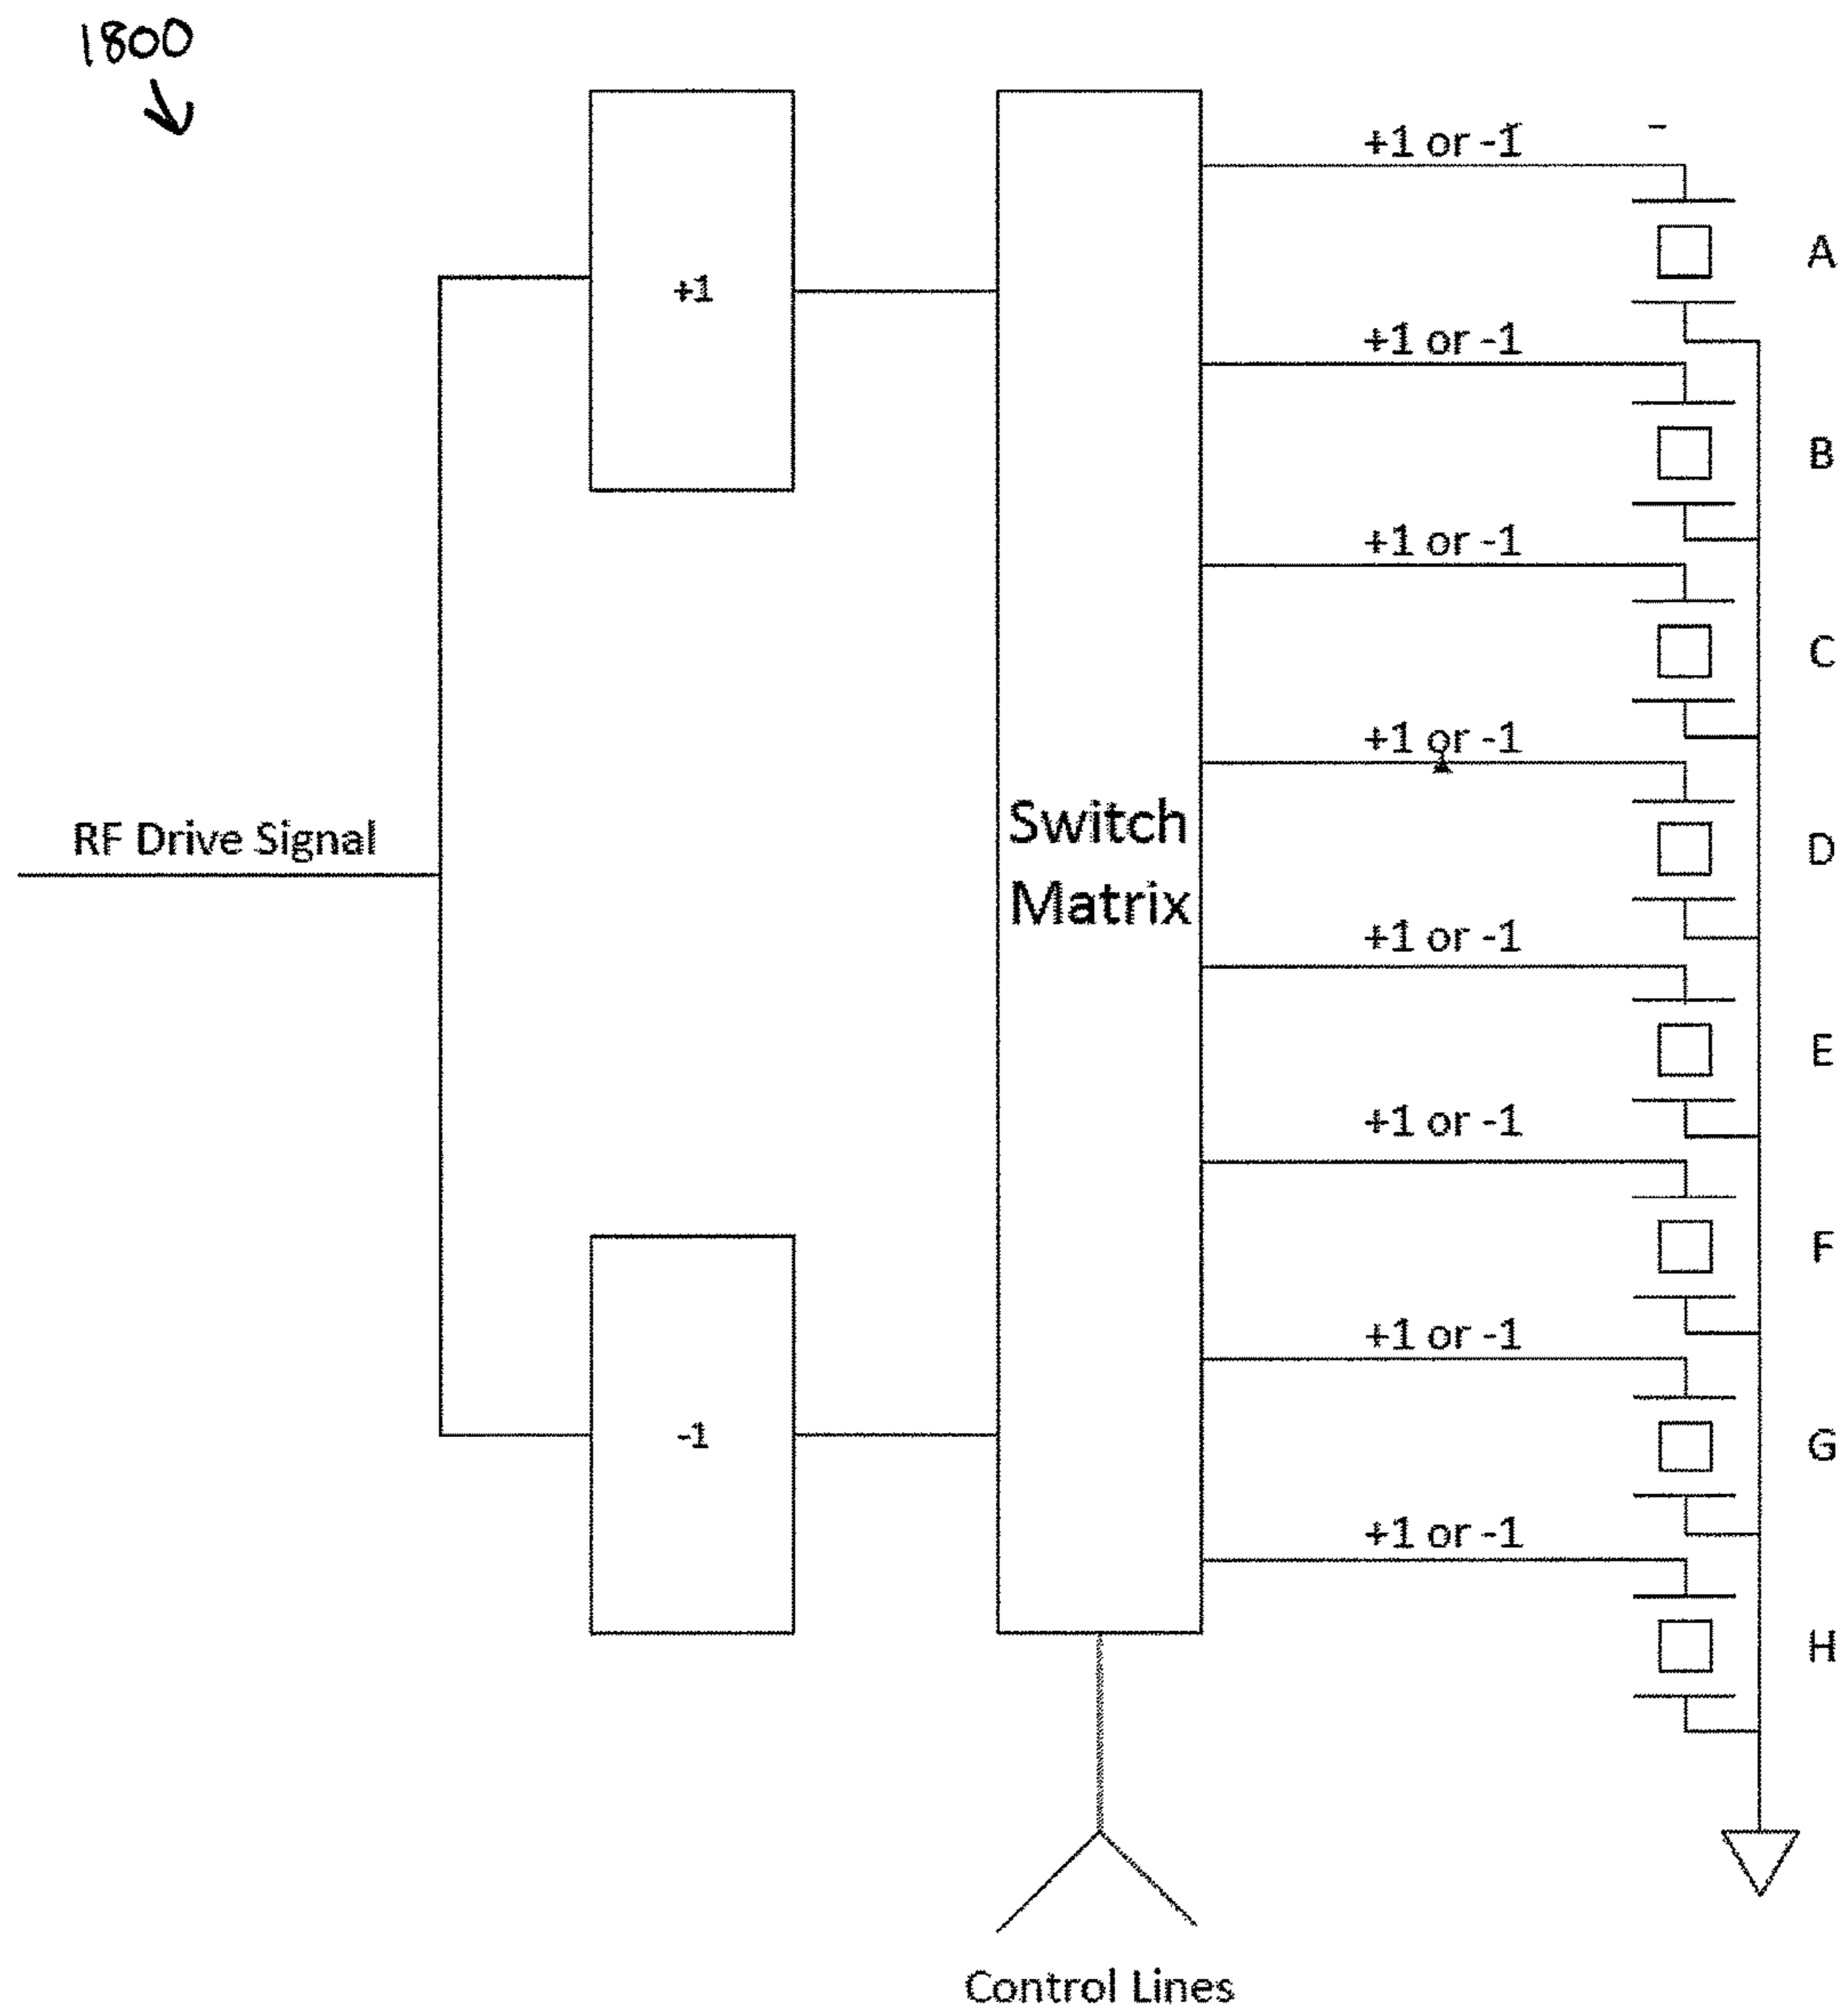 1800
+1 or -1
A
+1
+1 or -1
B
+1 or -1
C
+1 or -1
RF Drive Signal
Switch
Matrix
D
+1 or -1
E
+1 or -1
F
+1 or -1
-1
G
+1 or -1
H
Control Lines